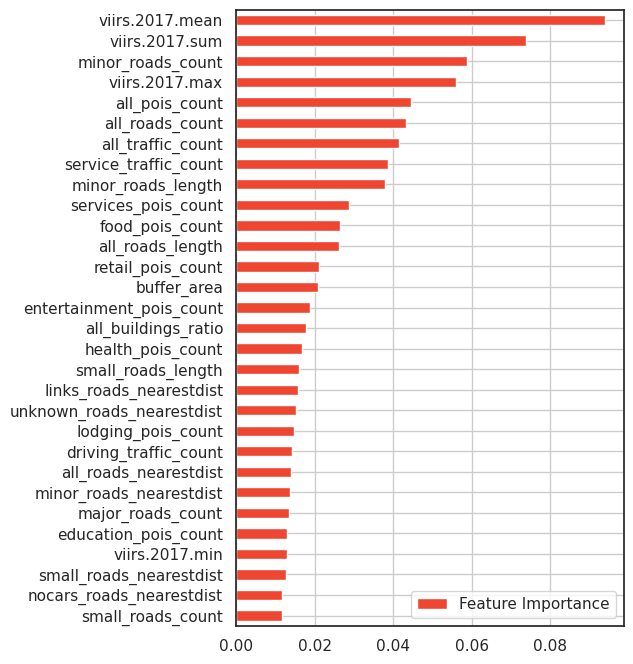 viirs.2017.mean
viirs.2017.sum
minor_roads_count
viirs.2017.max
all_pois_count
all_roads_count
all_traffic_count
service_traffic_count
minor_roads_length
services_pois_count
food_pois_count
all_roads_length
retail_pois_count
buffer_area
entertainment_pois_count
all_buildings_ratio
health_pois_count
small_roads_length
links_roads_nearestdist
unknown_roads_nearestdist
lodging_pois_count
driving_traffic_count
all_roads_nearestdist
minor_roads_nearestdist
major_roads_count
education_pois_count
viirs.2017.min
small_roads_nearestdist
nocars_roads_nearestdist
small_roads_count
Feature Importance
0.00 0.02 0.04 0.06 0.08